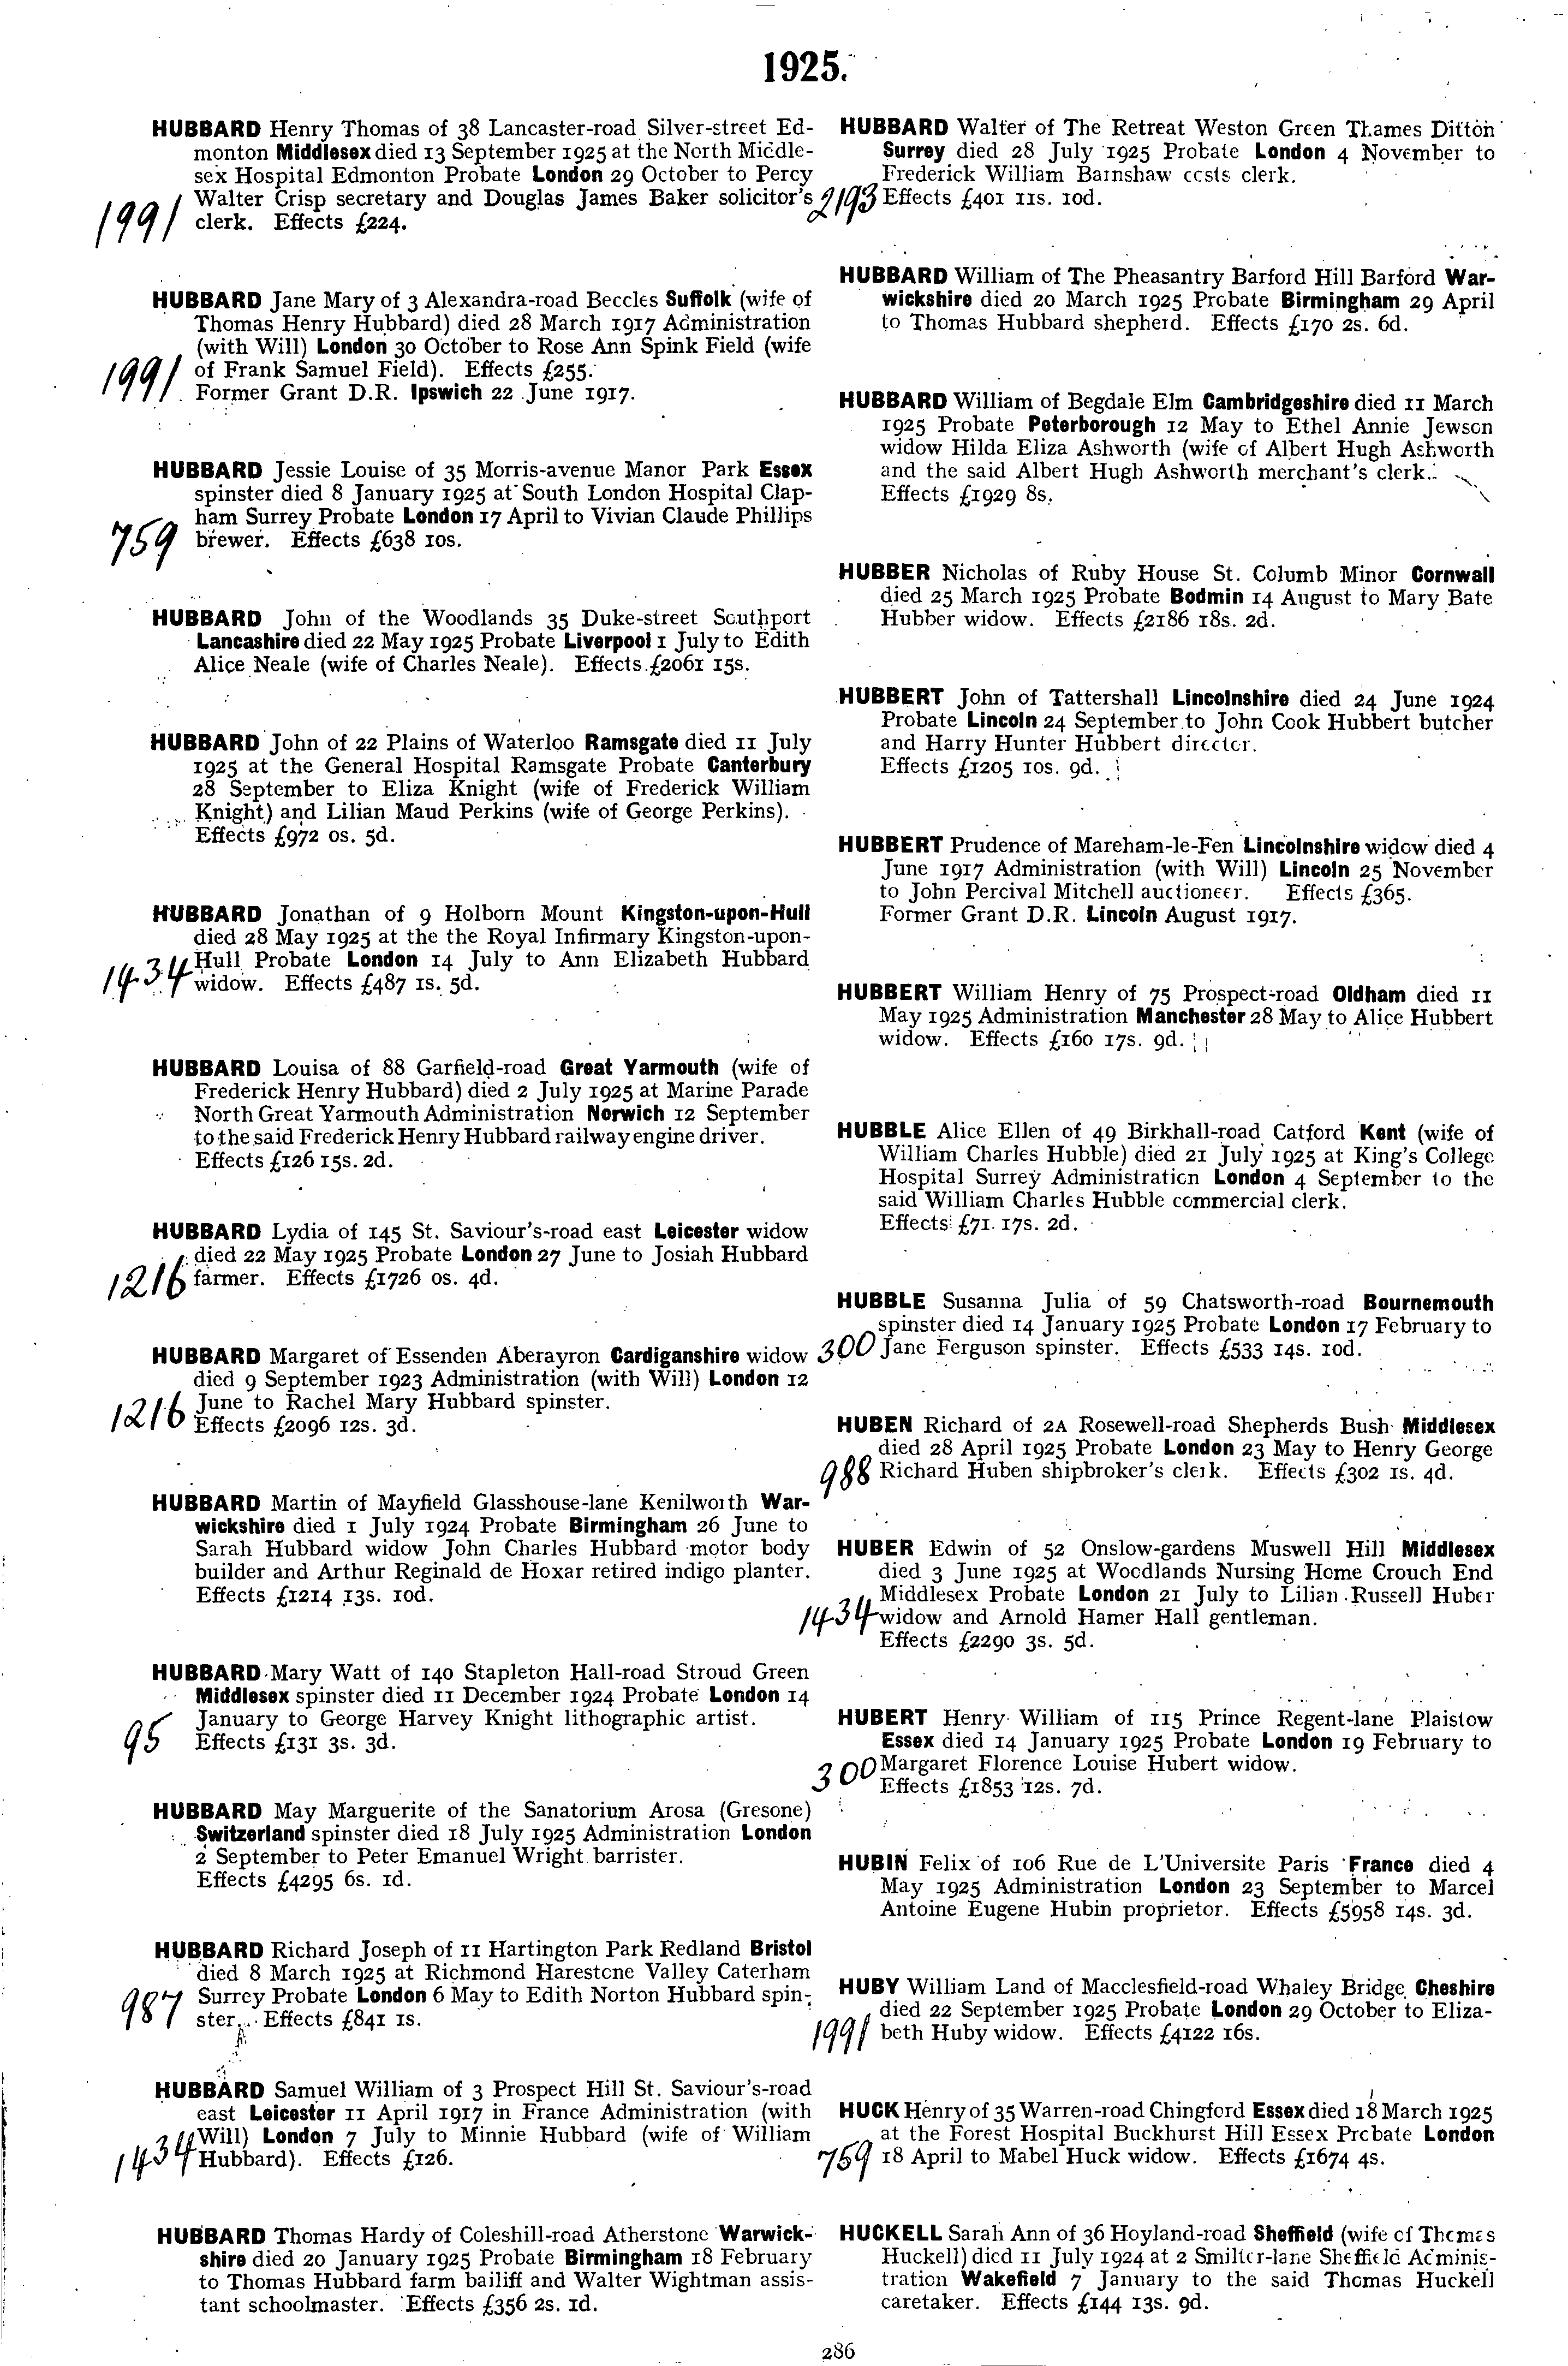 1925.
HUBBARD Henry Thomas of 38 Lancaster-road Silver-street Ed-
monton Middlesex died 13 September 1925 at the North Middle-
sex Hospital Edmonton Probate London 29 October to Percy
Walter Crisp secretary and Douglas James Baker solicitor's
1991 clerk. Effects £224.
HUBBARD Jane Mary of 3 Alexandra-road Beccles Suffolk (wife of
Thomas Henry Hubbard) died 28 March 1917 Administration
(with Will) London 30 October to Rose Ann Spink Field (wife
1991 of Frank Samuel Field). Effects £255.
Former Grant D.R. Ipswich 22 June 1917.
HUBBARD Jessie Louise of 35 Morris-avenue Manor Park Essex
spinster died 8 January 1925 at South London Hospital Clap-
ham Surrey Probate London 17 April to Vivian Claude Phillips
759 brewer. Effects £638 10s.
HUBBARD John of the Woodlands 35 Duke-street Southport
Lancashire died 22 May 1925 Probate Liverpool 1 July to Edith
Alice Neale (wife of Charles Neale). Effects £2061 15s.
HUBBARD John of 22 Plains of Waterloo Ramsgate died 11 July
1925 at the General Hospital Ramsgate Probate Canterbury
28 September to Eliza Knight (wife of Frederick William
Knight) and Lilian Maud Perkins (wife of George Perkins).
Effects £972 0s. 5d.
HUBBARD Jonathan of 9 Holborn Mount Kingston-upon-Hull
died 28 May 1925 at the the Royal Infirmary Kingston-upon-
Hull Probate London 14 July to Ann Elizabeth Hubbard
1434 widow. Effects £487 1s. 5d.
HUBBARD Louisa of 88 Garfield-road Great Yarmouth (wife of
Frederick Henry Hubbard) died 2 July 1925 at Marine Parade
North Great Yarmouth Administration Norwich 12 September
to the said Frederick Henry Hubbard railway engine driver.
Effects £126 15s. 2d.
HUBBARD Lydia of 145 St. Saviour's-road east Leicester widow
died 22 May 1925 Probate London 27 June to Josiah Hubbard
1216 farmer. Effects £1726 0s. 4d.
HUBBARD Margaret of Essenden Aberayron Cardiganshire widow
died 9 September 1923 Administration (with Will) London 12
June to Rachel Mary Hubbard spinster.
1216 Effects £2096 12s. 3d.
HUBBARD Martin of Mayfield Glasshouse-lane Kenilworth War-
wickshire died 1 July 1924 Probate Birmingham 26 June to
Sarah Hubbard widow John Charles Hubbard motor body
builder and Arthur Reginald de Hoxar retired indigo planter.
Effects £1214 13s. 10d.
HUBBARD Mary Watt of 140 Stapleton Hall-road Stroud Green
Middlesex spinster died 11 December 1924 Probate London 14
January to George Harvey Knight lithographic artist.
95 Effects £131 3s. 3d.
HUBBARD May Marguerite of the Sanatorium Arosa (Gresone)
Switzerland spinster died 18 July 1925 Administration London
2 September to Peter Emanuel Wright barrister.
Effects £4295 6s. 1d.
HUBBARD Richard Joseph of 11 Hartington Park Redland Bristol
died 8 March 1925 at Richmond Harestone Valley Caterham
Surrey Probate London 6 May to Edith Norton Hubbard spin-
987 ster. Effects £841 1s.
HUBBARD Samuel William of 3 Prospect Hill St. Saviour's-road
east Leicester 11 April 1917 in France Administration (with
Will) London 7 July to Minnie Hubbard (wife of William
1434 Hubbard). Effects £126.
HUBBARD Thomas Hardy of Coleshill-road Atherstone Warwick-
shire died 20 January 1925 Probate Birmingham 18 February
to Thomas Hubbard farm bailiff and Walter Wightman assis-
tant schoolmaster. Effects £356 2s. 1d.
HUBBARD Walter of The Retreat Weston Green Thames Ditton
Surrey died 28 July 1925 Probate London 4 November to
Frederick William Barnshaw costs clerk.
2193 Effects £401 11s. 10d.
HUBBARD William of The Pheasantry Barford Hill Barford War-
wickshire died 20 March 1925 Probate Birmingham 29 April
to Thomas Hubbard shepherd. Effects £170 2s. 6d.
HUBBARD William of Begdale Elm Cambridgeshire died 11 March
1925 Probate Peterborough 12 May to Ethel Annie Jewson
widow Hilda Eliza Ashworth (wife of Albert Hugh Ashworth
and the said Albert Hugh Ashworth merchant's clerk.
Effects £1929 8s.
HUBBER Nicholas of Ruby House St. Columb Minor Cornwall
died 25 March 1925 Probate Bodmin 14 August to Mary Bate
Hubber widow. Effects £2186 18s. 2d.
HUBBERT John of Tattershall Lincolnshire died 24 June 1924
Probate Lincoln 24 September to John Cook Hubbert butcher
and Harry Hunter Hubbert director.
Effects £1205 10s. 9d.
HUBBERT Prudence of Mareham-le-Fen Lincolnshire widow died 4
June 1917 Administration (with Will) Lincoln 25 November
to John Percival Mitchell auctioneer. Effects £365.
Former Grant D.R. Lincoln August 1917.
HUBBERT William Henry of 75 Prospect-road Oldham died 11
May 1925 Administration Manchester 28 May to Alice Hubbert
widow. Effects £160 17s. 9d.
HUBBLE Alice Ellen of 49 Birkhall-road Catford Kent (wife of
William Charles Hubble) died 21 July 1925 at King's College
Hospital Surrey Administration London 4 September to the
said William Charles Hubble commercial clerk.
Effects £71 17s. 2d.
HUBBLE Susanna Julia of 59 Chatsworth-road Bournemouth
spinster died 14 January 1925 Probate London 17 February to
300 Jane Ferguson spinster. Effects £533 14s. 10d.
HUBEN Richard of 2A Rosewell-road Shepherds Bush Middlesex
died 28 April 1925 Probate London 23 May to Henry George
988 Richard Huben shipbroker's clerk. Effects £302 1s. 4d.
HUBER Edwin of 52 Onslow-gardens Muswell Hill Middlesex
died 3 June 1925 at Woodlands Nursing Home Crouch End
Middlesex Probate London 21 July to Lilian Russell Huber
1434 widow and Arnold Hamer Hall gentleman.
Effects £2290 3s. 5d.
HUBERT Henry William of 115 Prince Regent-lane Plaistow
Essex died 14 January 1925 Probate London 19 February to
300 Margaret Florence Louise Hubert widow.
Effects £1853 12s. 7d.
HUBIN Felix of 106 Rue de L'Universite Paris France died 4
May 1925 Administration London 23 September to Marcel
Antoine Eugene Hubin proprietor. Effects £5958 14s. 3d.
HUBY William Land of Macclesfield-road Whaley Bridge Cheshire
died 22 September 1925 Probate London 29 October to Eliza-
1991 beth Huby widow. Effects £4122 16s.
HUCK Henry of 35 Warren-road Chingford Essex died 18 March 1925
at the Forest Hospital Buckhurst Hill Essex Probate London
759 18 April to Mabel Huck widow. Effects £1674 4s.
HUCKELL Sarah Ann of 36 Hoyland-road Sheffield (wife of Thomas
Huckell) died 11 July 1924 at 2 Smilter-lane Sheffield Adminis-
tration Wakefield 7 January to the said Thomas Huckell
caretaker. Effects £144 13s. 9d.
286